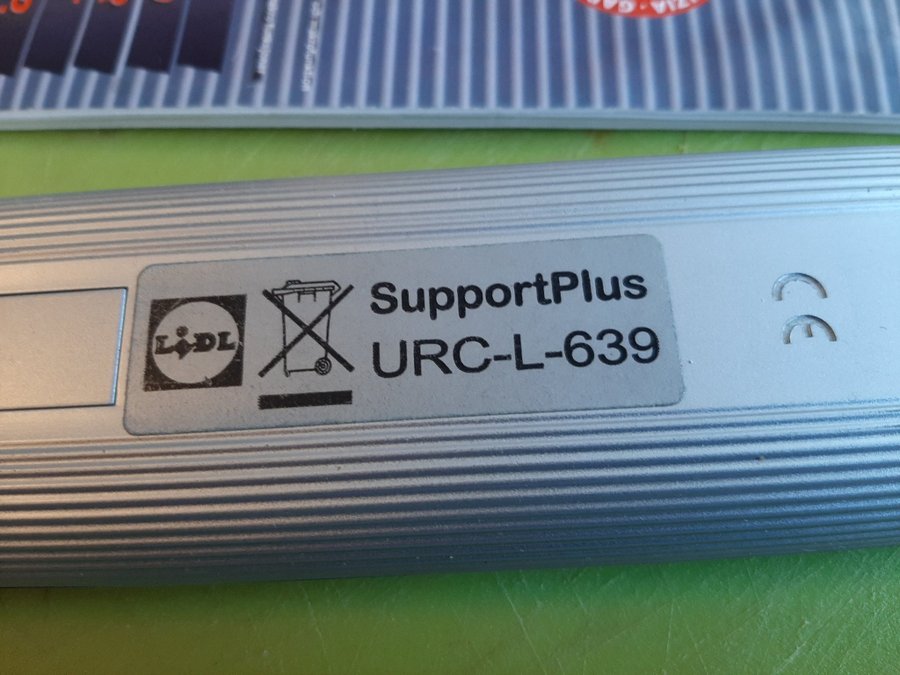 LIDL
SupportPlus
URC-L-639
CE